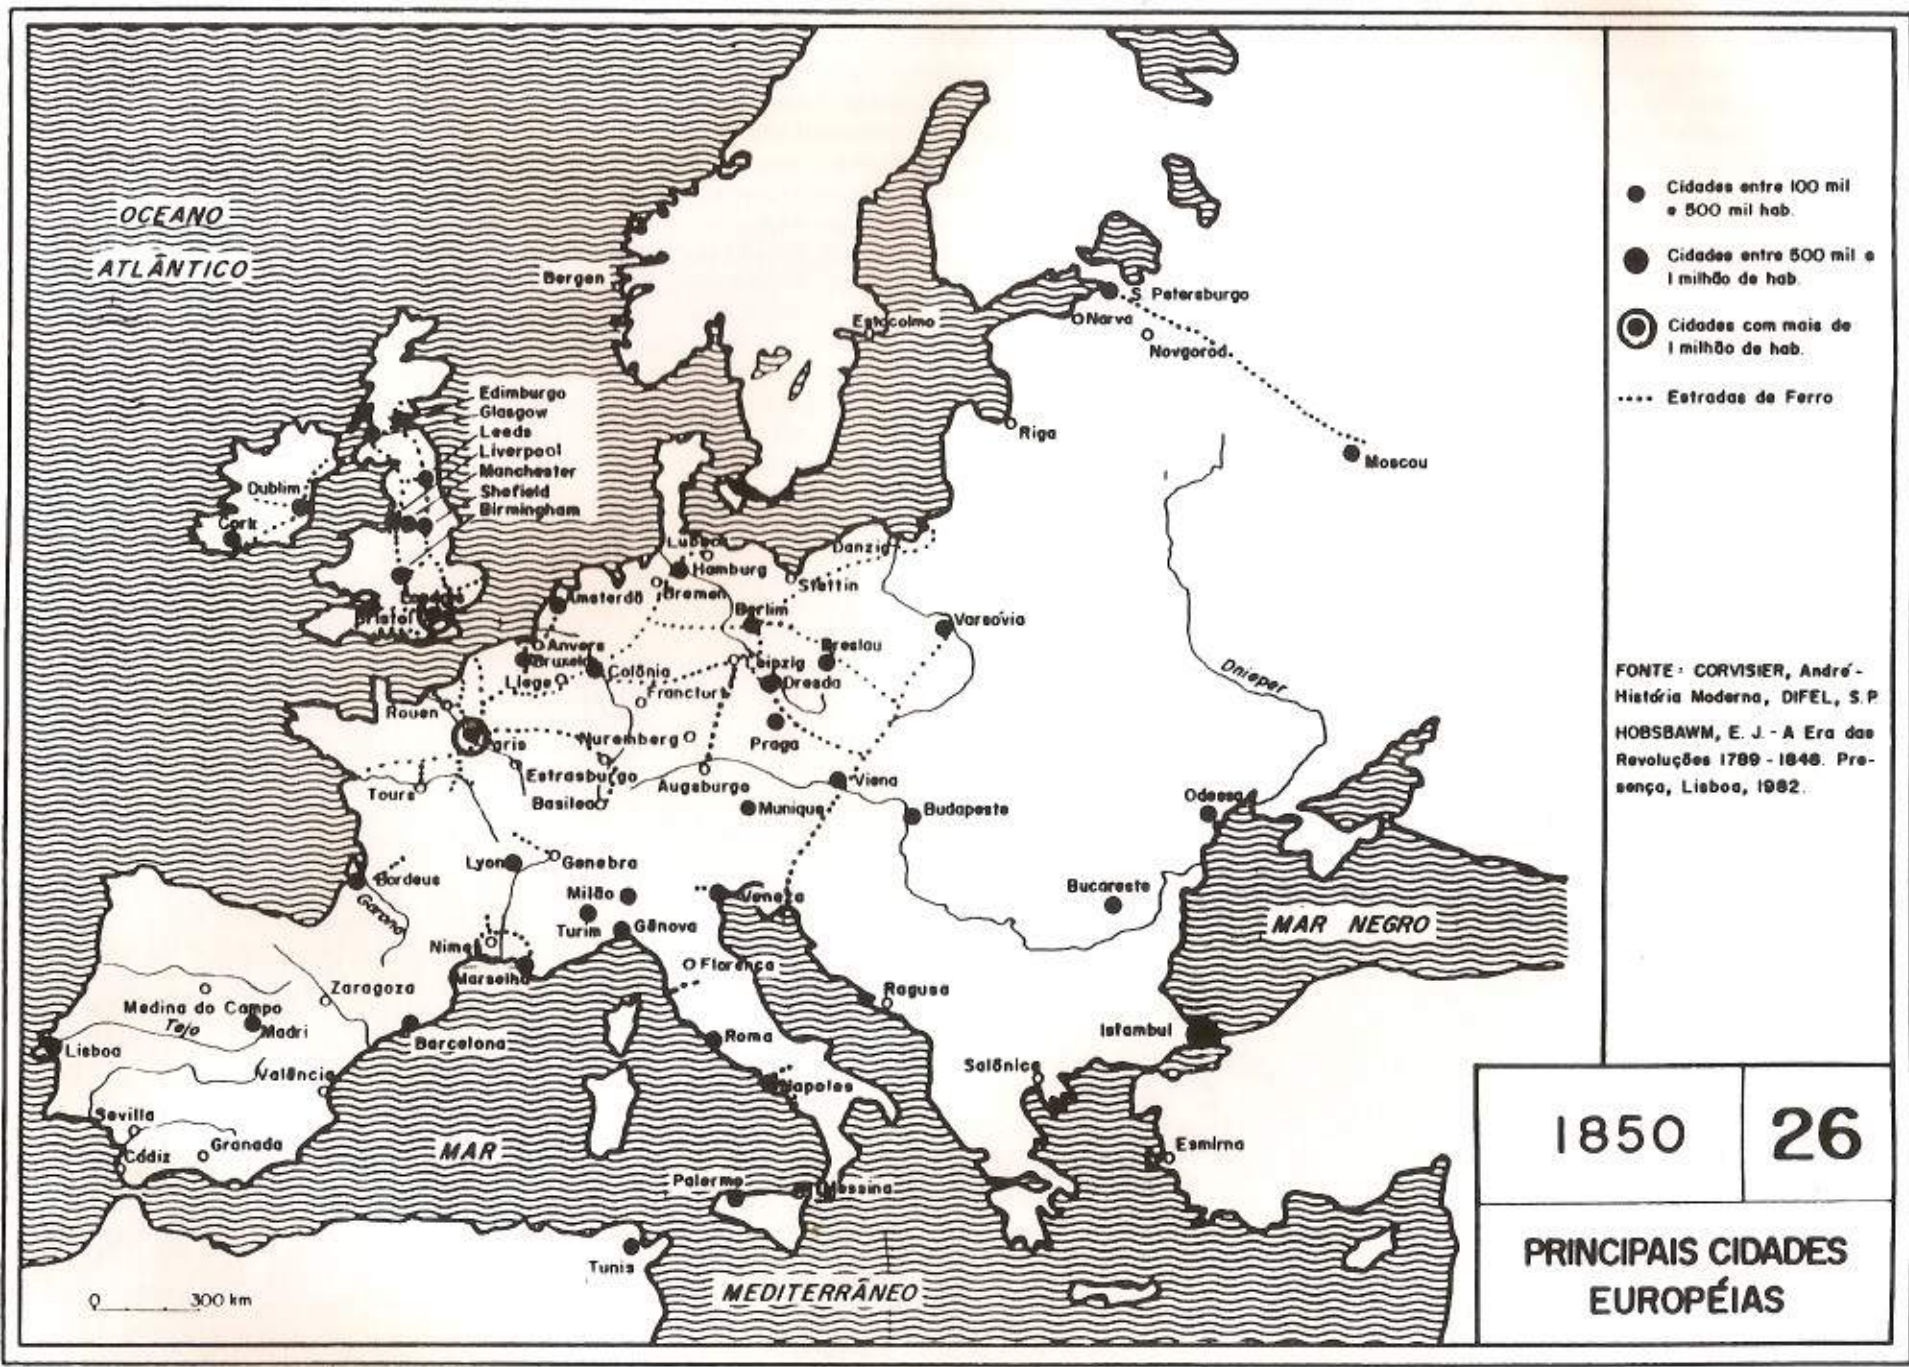 OCEANO
ATLÂNTICO
Bergen
Estocolmo
S. Petersburgo
Narva
Novgorod
Moscou
Riga
Edimburgo
Glasgow
Leeds
Liverpool
Manchester
Shefield
Birmingham
Dublim
Cork
Londres
Bristol
Lubeck
Hamburg
Bremen
Danzig
Stettin
Amsterdã
Berlim
Varsóvia
Anvers
Bruxelas
Liege
Colônia
Leipzig
Breslau
Dresda
Francfurt
Dnieper
Rouen
Paris
Nuremberg
Praga
Estrasburgo
Tours
Basilea
Augsburgo
Viena
Munique
Budapeste
Odessa
Lyon
Genebra
Bordeus
Milão
Veneza
Bucareste
Turim
Gênova
MAR NEGRO
Nimes
Marselha
Florença
Zaragoza
Ragusa
Medina do Campo
Tejo
Madri
Lisboa
Barcelona
Roma
Istambul
Salônica
Valência
Napoles
Sevilla
Granada
Cádiz
MAR
Esmirna
Palermo
Messina
Tunis
MEDITERRÂNEO
0 300 km
Cidades entre 100 mil
e 500 mil hab.
Cidades entre 500 mil e
1 milhão de hab.
Cidades com mais de
1 milhão de hab.
Estradas de Ferro
FONTE: CORVISIER, André -
História Moderna, DIFEL, S.P.
HOBSBAWM, E. J. - A Era das
Revoluções 1789 - 1848. Pre-
sença, Lisboa, 1982.
1850
26
PRINCIPAIS CIDADES
EUROPÉIAS